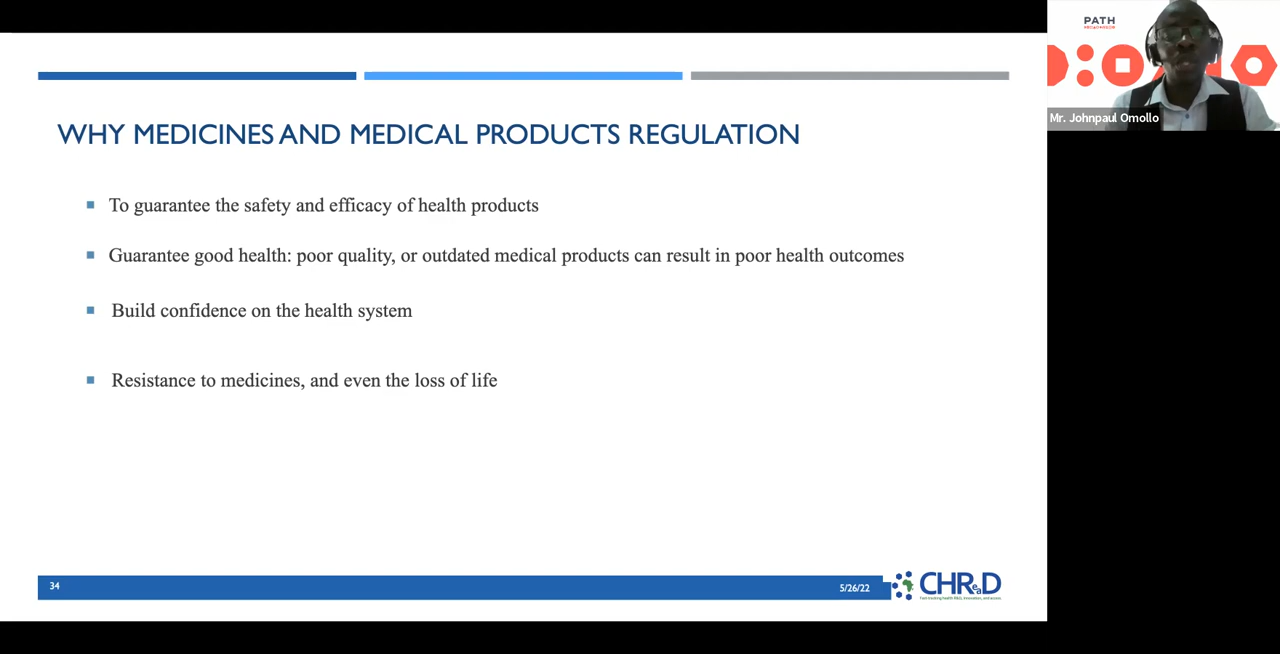 PATH
Mr. Johnpaul Omollo
WHY MEDICINES AND MEDICAL PRODUCTS REGULATION
To guarantee the safety and efficacy of health products
Guarantee good health: poor quality, or outdated medical products can result in poor health outcomes
Build confidence on the health system
Resistance to medicines, and even the loss of life
34
5/26/22
CHReaD